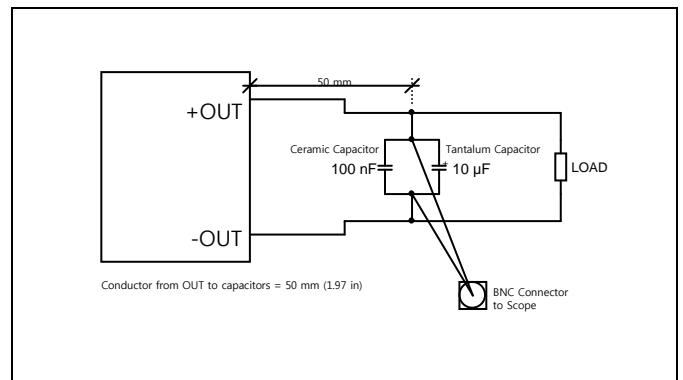 50 mm
+OUT
Ceramic Capacitor
100 nF
Tantalum Capacitor
+
10 µF
LOAD
-OUT
Conductor from OUT to capacitors = 50 mm (1.97 in)
BNC Connector
to Scope